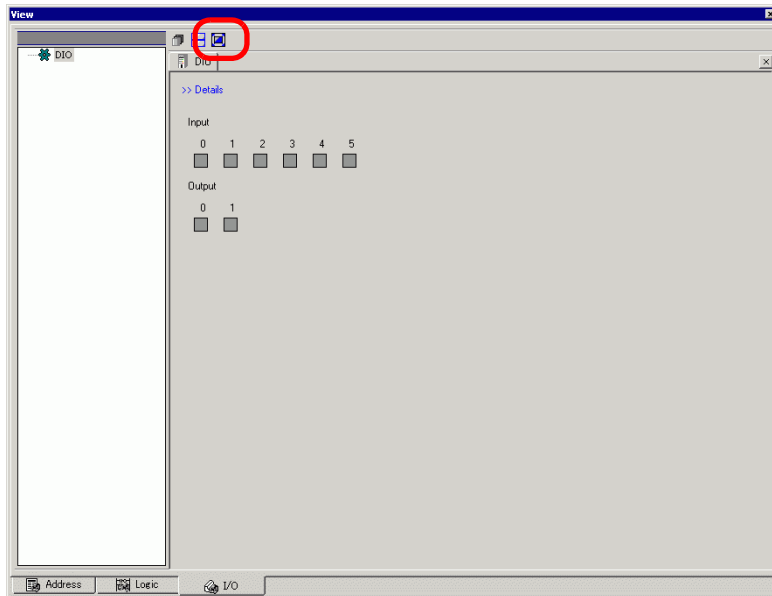 View
DIO
DIO
>> Details
Input
0 1 2 3 4 5
Output
0 1
Address Logic I/O